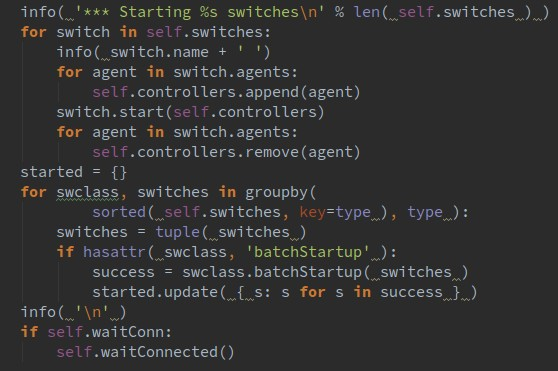 info( '*** Starting %s switches\n' % len( self.switches ) )
for switch in self.switches:
    info( switch.name + ' ')
    for agent in switch.agents:
        self.controllers.append(agent)
    switch.start(self.controllers)
    for agent in switch.agents:
        self.controllers.remove(agent)
started = {}
for swclass, switches in groupby(
        sorted( self.switches, key=type ), type ):
    switches = tuple( switches )
    if hasattr( swclass, 'batchStartup' ):
        success = swclass.batchStartup( switches )
        started.update( { s: s for s in success } )
info( '\n' )
if self.waitConn:
    self.waitConnected()